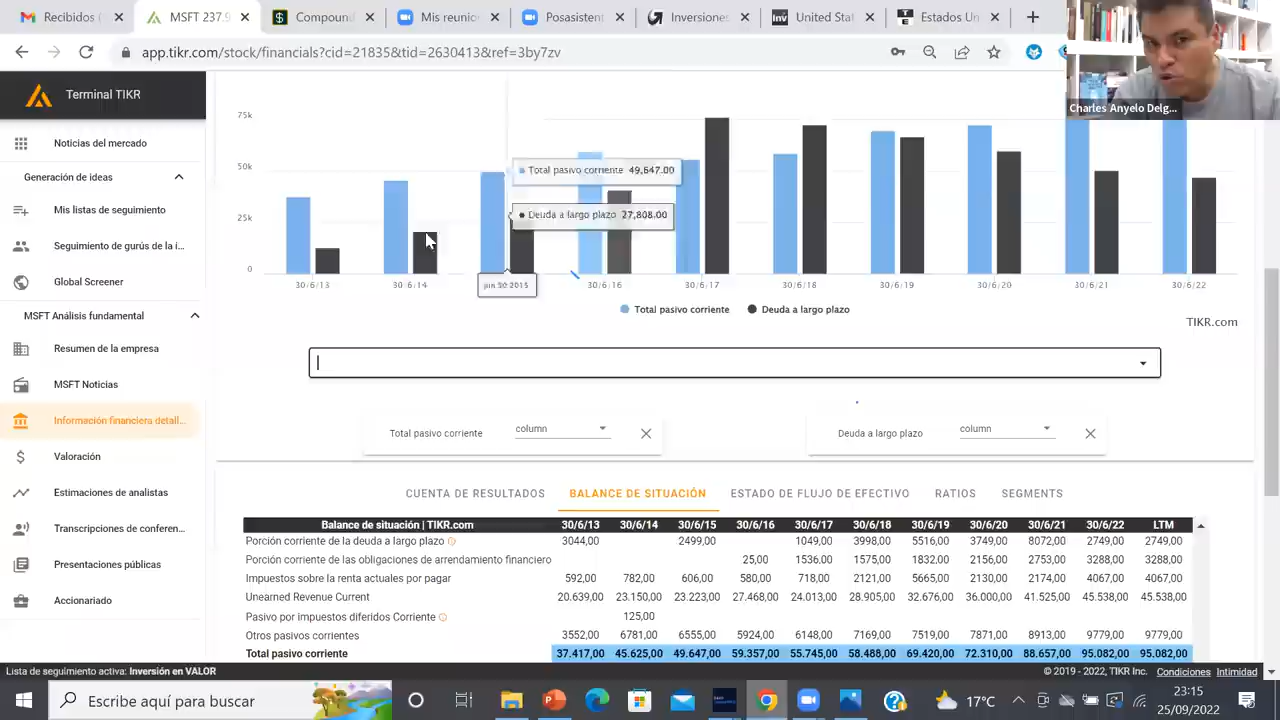 Recibidos (
MSFT 237.9
Compound
Mis reunio
Posasisten
Inversiones
United Stat
Estados Un
app.tikr.com/stock/financials?cid=21835&tid=2630413&ref=3by7zv
Charles Anyelo Delg...
Terminal TIKR
Noticias del mercado
Generación de ideas
Mis listas de seguimiento
Seguimiento de gurús de la i...
Global Screener
MSFT Análisis fundamental
Resumen de la empresa
MSFT Noticias
Información financiera detall...
Valoración
Estimaciones de analistas
Transcripciones de conferen...
Presentaciones públicas
Accionariado
75k
50k
25k
0
Total pasivo corriente 49,647.00
Deuda a largo plazo 27,808.00
jun 30 2015
30/6/13 30/6/14 30/6/16 30/6/17 30/6/18 30/6/19 30/6/20 30/6/21 30/6/22
Total pasivo corriente Deuda a largo plazo
TIKR.com
Total pasivo corriente column
Deuda a largo plazo column
CUENTA DE RESULTADOS BALANCE DE SITUACIÓN ESTADO DE FLUJO DE EFECTIVO RATIOS SEGMENTS
Balance de situación | TIKR.com 30/6/13 30/6/14 30/6/15 30/6/16 30/6/17 30/6/18 30/6/19 30/6/20 30/6/21 30/6/22 LTM
Porción corriente de la deuda a largo plazo 3044,00 2499,00 1049,00 3998,00 5516,00 3749,00 8072,00 2749,00 2749,00
Porción corriente de las obligaciones de arrendamiento financiero 25,00 1536,00 1575,00 1832,00 2156,00 2753,00 3288,00 3288,00
Impuestos sobre la renta actuales por pagar 592,00 782,00 606,00 580,00 718,00 2121,00 5665,00 2130,00 2174,00 4067,00 4067,00
Unearned Revenue Current 20.639,00 23.150,00 23.223,00 27.468,00 24.013,00 28.905,00 32.676,00 36.000,00 41.525,00 45.538,00 45.538,00
Pasivo por impuestos diferidos Corriente 125,00
Otros pasivos corrientes 3552,00 6781,00 6555,00 5924,00 6148,00 7169,00 7519,00 7871,00 8913,00 9779,00 9779,00
Total pasivo corriente 37.417,00 45.625,00 49.647,00 59.357,00 55.745,00 58.488,00 69.420,00 72.310,00 88.657,00 95.082,00 95.082,00
Lista de seguimiento activa: Inversión en VALOR
© 2019 - 2022, TIKR Inc. Condiciones Intimidad
Escribe aquí para buscar
17°C
23:15
25/09/2022